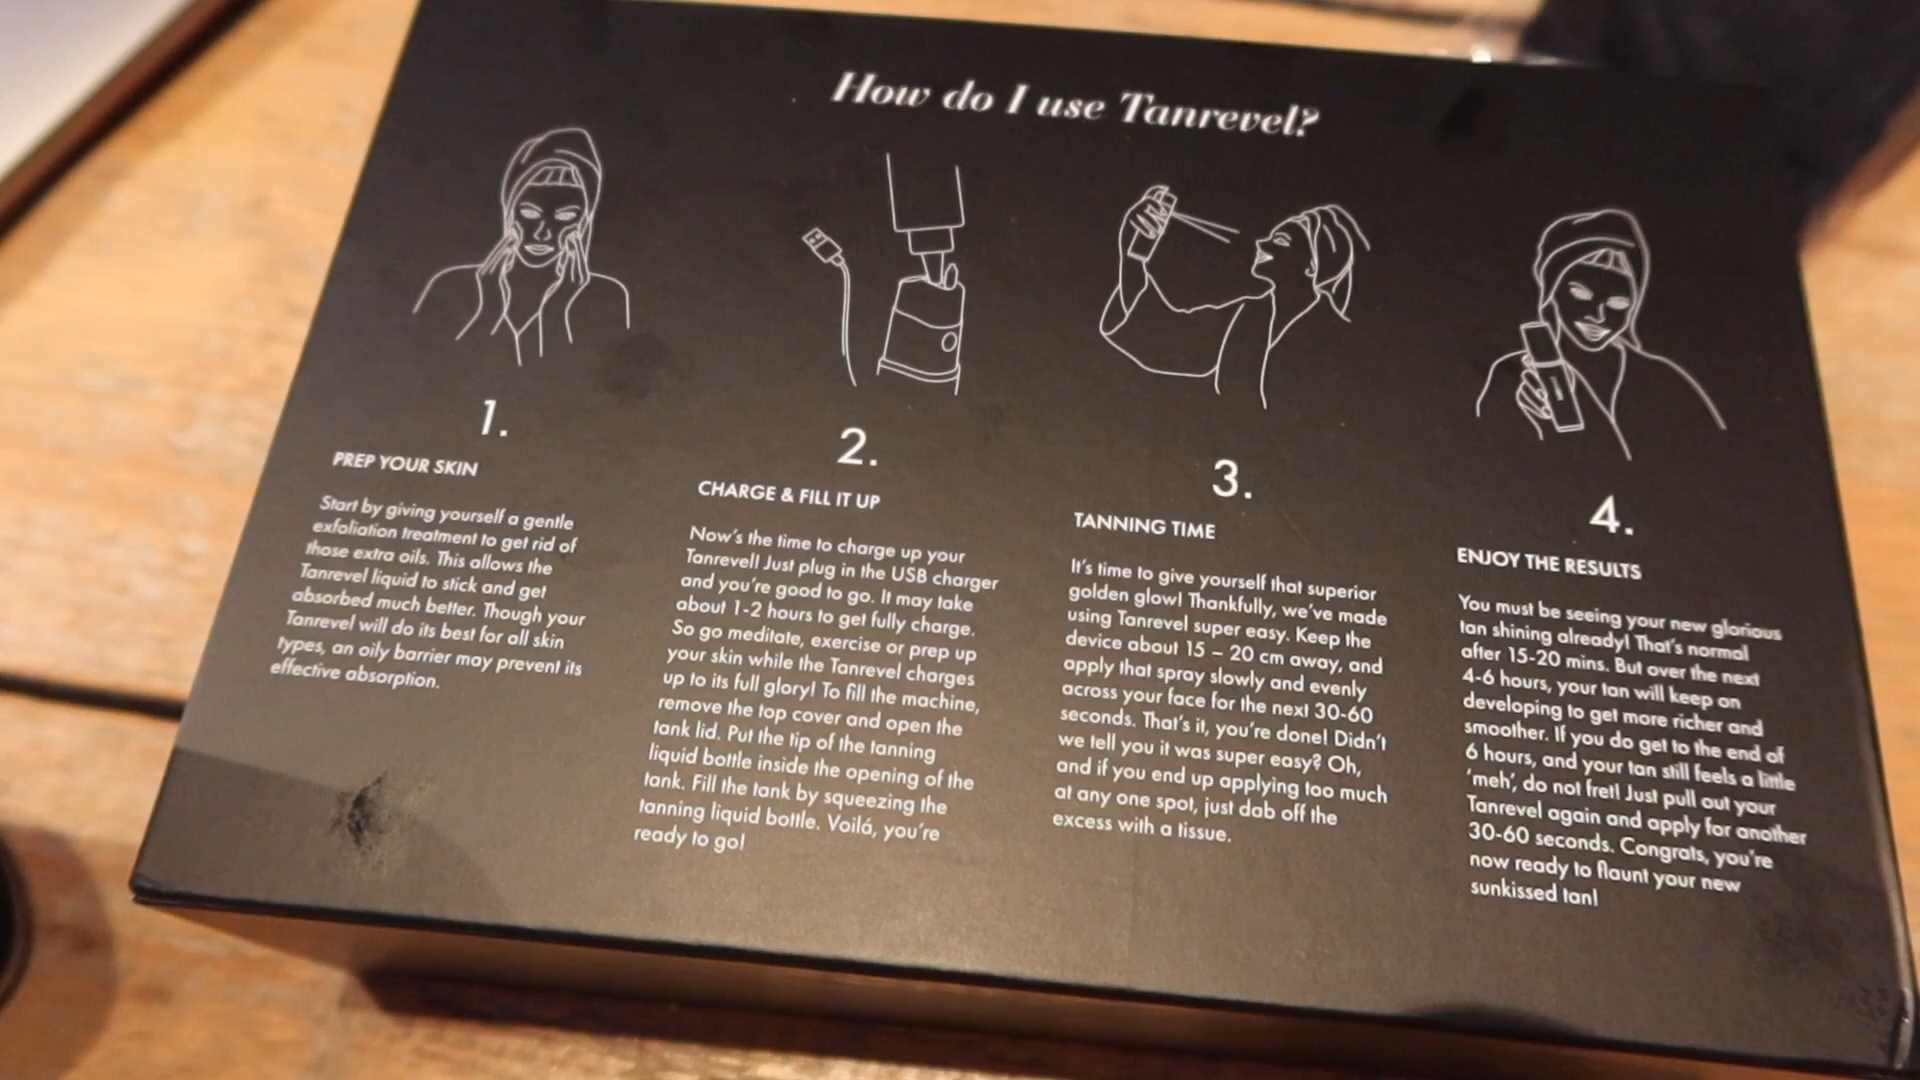 How do I use Tanrevel?
1.
PREP YOUR SKIN
Start by giving yourself a gentle
exfoliation treatment to get rid of
those extra oils. This allows the
Tanrevel liquid to stick and get
absorbed much better. Though your
Tanrevel will do its best for all skin
types, an oily barrier may prevent its
effective absorption.
2.
CHARGE & FILL IT UP
Now's the time to charge up your
Tanrevel! Just plug in the USB charger
and you're good to go. It may take
about 1-2 hours to get fully charge.
So go meditate, exercise or prep up
your skin while the Tanrevel charges
up to its full glory! To fill the machine,
remove the top cover and open the
tank lid. Put the tip of the tanning
liquid bottle inside the opening of the
tank. Fill the tank by squeezing the
tanning liquid bottle. Voilá, you're
ready to go!
3.
TANNING TIME
It's time to give yourself that superior
golden glow! Thankfully, we've made
using Tanrevel super easy. Keep the
device about 15 – 20 cm away, and
apply that spray slowly and evenly
across your face for the next 30-60
seconds. That's it, you're done! Didn't
we tell you it was super easy? Oh,
and if you end up applying too much
at any one spot, just dab off the
excess with a tissue.
4.
ENJOY THE RESULTS
You must be seeing your new glorious
tan shining already! That's normal
after 15-20 mins. But over the next
4-6 hours, your tan will keep on
developing to get more richer and
smoother. If you do get to the end of
6 hours, and your tan still feels a little
'meh', do not fret! Just pull out your
Tanrevel again and apply for another
30-60 seconds. Congrats, you're
now ready to flaunt your new
sunkissed tan!